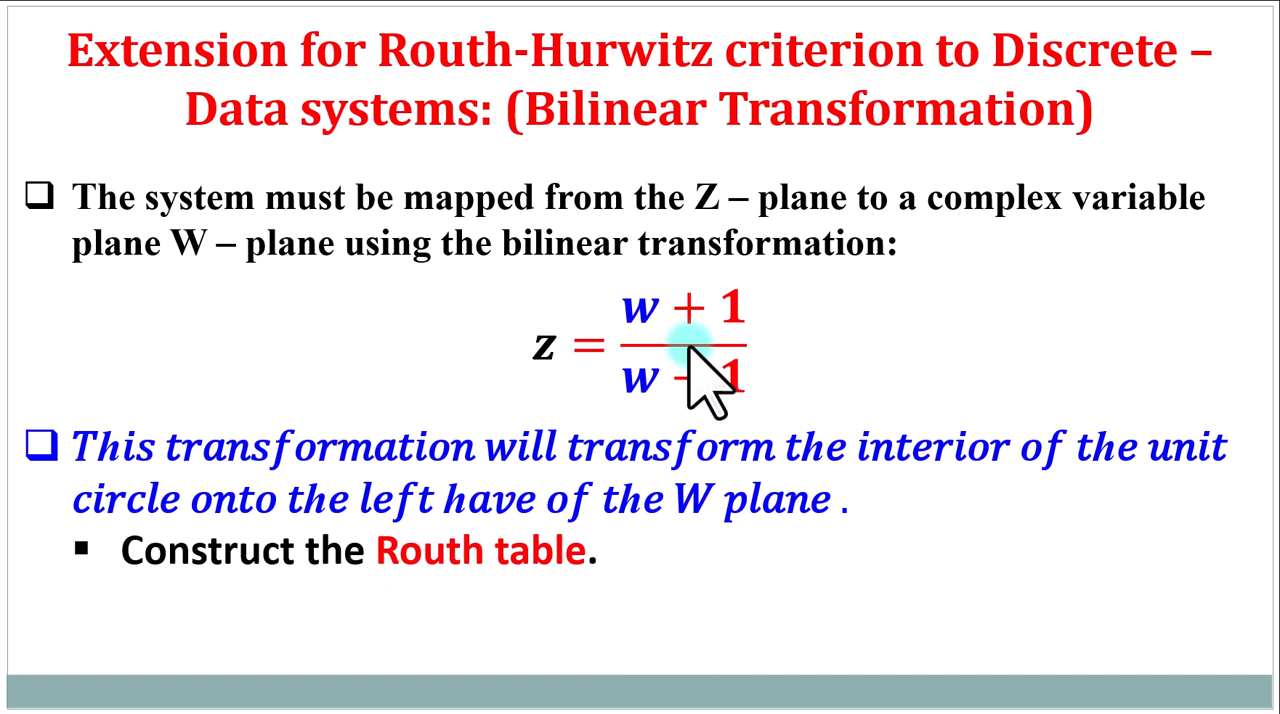 Extension for Routh-Hurwitz criterion to Discrete –
Data systems: (Bilinear Transformation)
❑ The system must be mapped from the Z – plane to a complex variable
plane W – plane using the bilinear transformation:
w + 1
z =
w - 1
❑ This transformation will transform the interior of the unit
circle onto the left have of the W plane .
▪ Construct the Routh table.